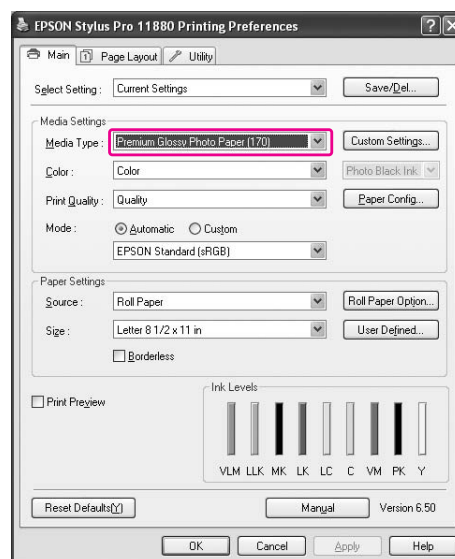 EPSON Stylus Pro 11880 Printing Preferences
Main Page Layout Utility
Select Setting : Current Settings Save/Del...
Media Settings
Media Type : Premium Glossy Photo Paper (170) Custom Settings...
Color : Color Photo Black Ink
Print Quality : Quality Paper Config...
Mode : Automatic Custom
EPSON Standard (sRGB)
Paper Settings
Source : Roll Paper Roll Paper Option...
Size : Letter 8 1/2 x 11 in User Defined...
Borderless
Print Preview
Ink Levels
VLM LLK MK LK LC C VM PK Y
Reset Defaults(Y) Manual Version 6.50
OK Cancel Apply Help